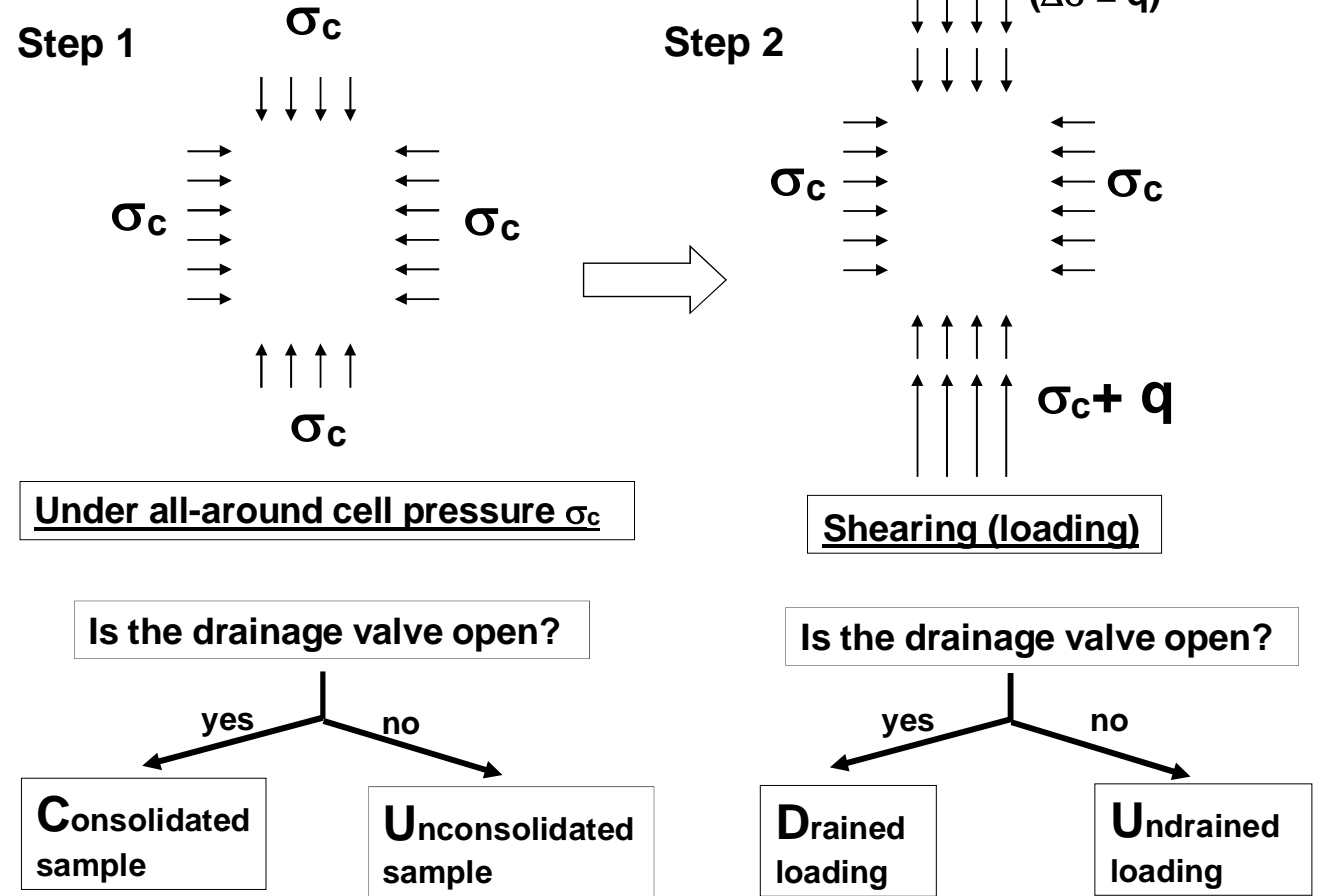 Step 1
σc
σc
σc
σc
Under all-around cell pressure σc
Is the drainage valve open?
yes
no
Consolidated
sample
Unconsolidated
sample
Step 2
(Δσ = q)
σc
σc
σc+ q
Shearing (loading)
Is the drainage valve open?
yes
no
Drained
loading
Undrained
loading